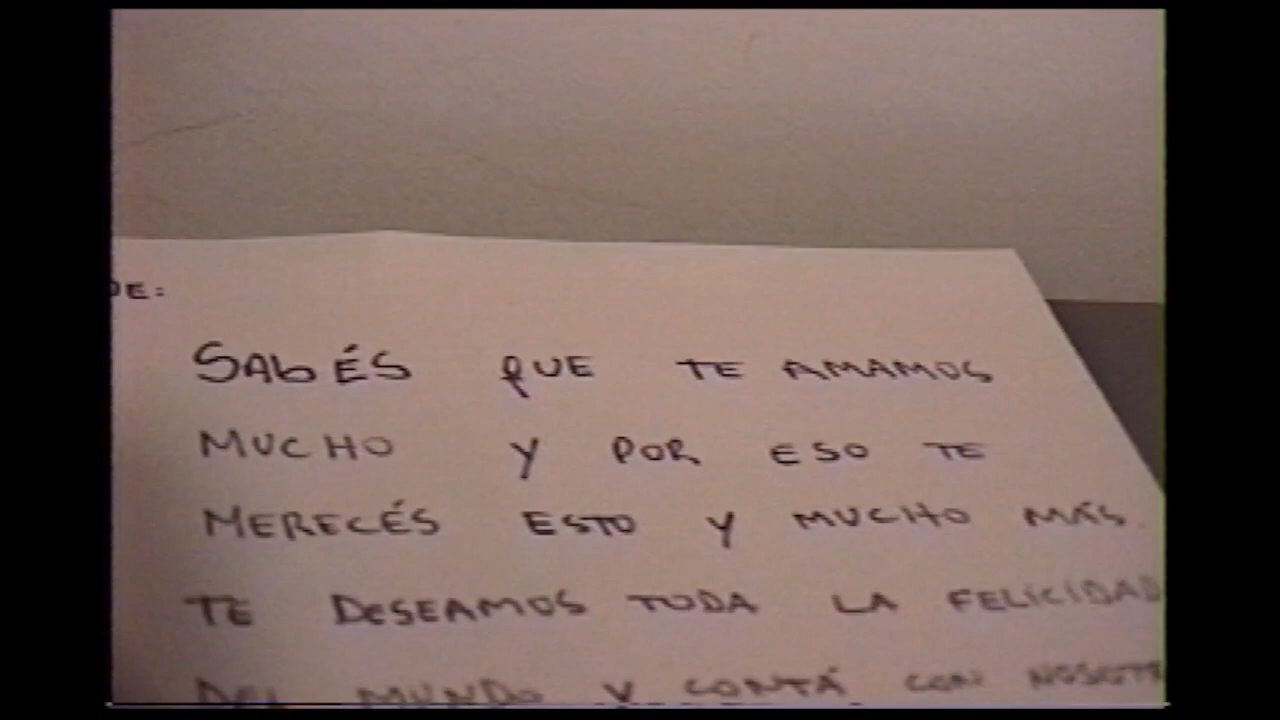 DE:
SAbÉS QUE TE AMAMOS
MUCHO Y POR ESO TE
MERECÉS ESTO Y MUCHO MÁS.
TE DESEAMOS TODA LA FELICIDAD
DEL MUNDO Y CONTÁ CON